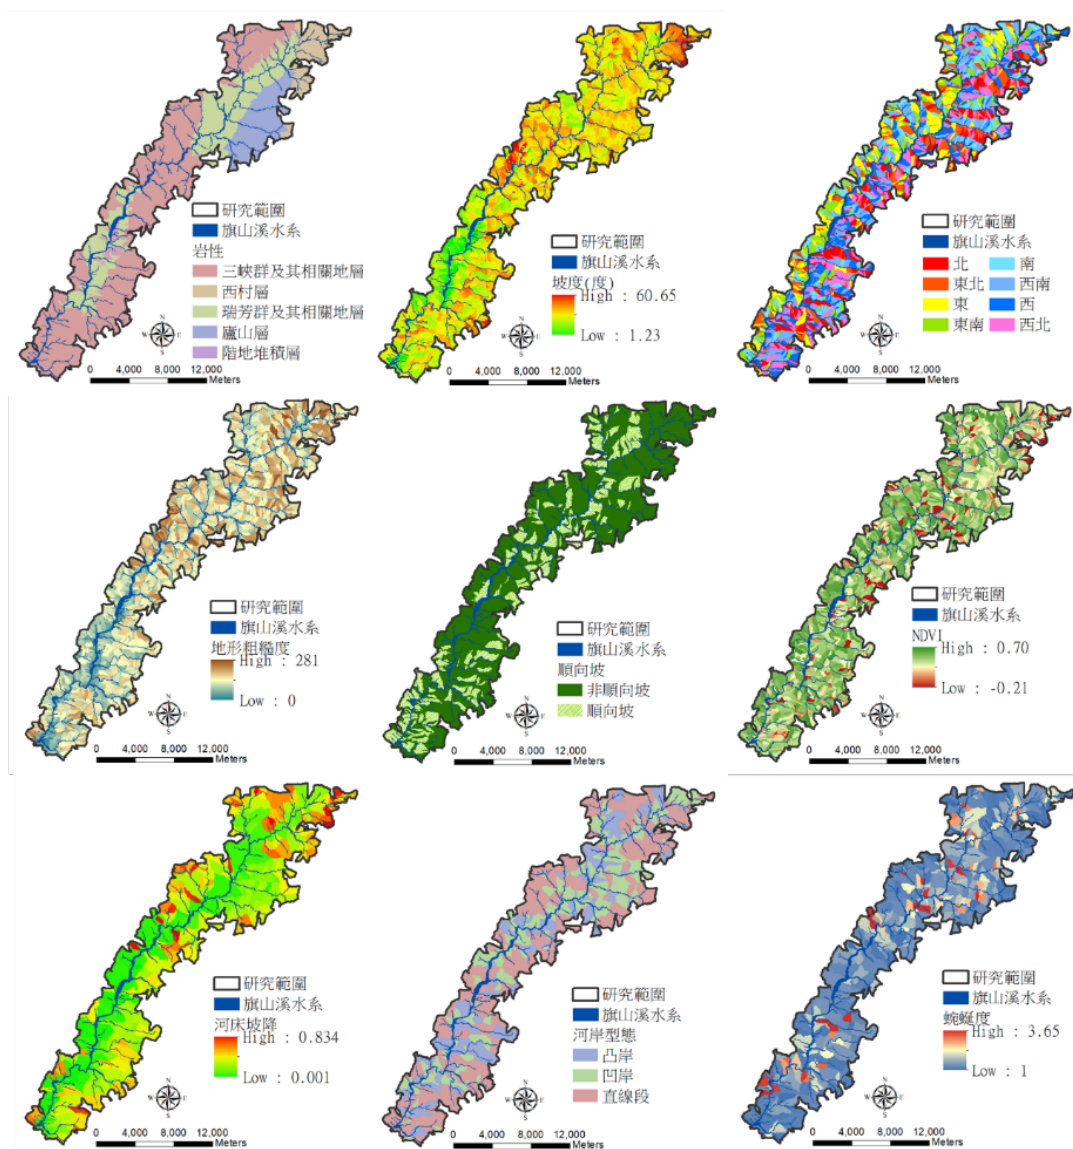 研究範圍
旗山溪水系
岩性
三峽群及其相關地層
西村層
瑞芳群及其相關地層
廬山層
階地堆積層
N
W E
S
0 4,000 8,000 12,000
Meters
研究範圍
旗山溪水系
坡度(度)
High : 60.65
Low : 1.23
N
W E
S
0 4,000 8,000 12,000
Meters
研究範圍
旗山溪水系
北 南
東北 西南
東 西
東南 西北
N
W E
S
0 4,000 8,000 12,000
Meters
研究範圍
旗山溪水系
地形粗糙度
High : 281
Low : 0
N
W E
S
0 4,000 8,000 12,000
Meters
研究範圍
旗山溪水系
順向坡
非順向坡
順向坡
N
W E
S
0 4,000 8,000 12,000
Meters
研究範圍
旗山溪水系
NDVI
High : 0.70
Low : -0.21
N
W E
S
0 4,000 8,000 12,000
Meters
研究範圍
旗山溪水系
河床坡降
High : 0.834
Low : 0.001
N
W E
S
0 4,000 8,000 12,000
Meters
研究範圍
旗山溪水系
河岸型態
凸岸
凹岸
直線段
N
W E
S
0 4,000 8,000 12,000
Meters
研究範圍
旗山溪水系
蜿蜒度
High : 3.65
Low : 1
N
W E
S
0 4,000 8,000 12,000
Meters